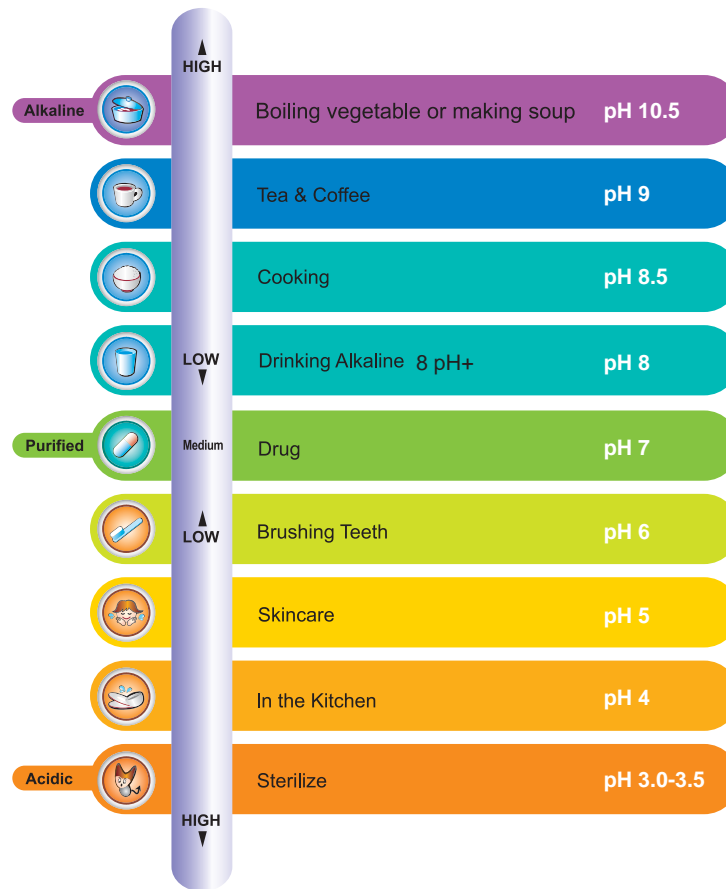 HIGH
Alkaline
Boiling vegetable or making soup pH 10.5
Tea & Coffee pH 9
Cooking pH 8.5
LOW
Drinking Alkaline 8 pH+ pH 8
Purified
Medium
Drug pH 7
LOW
Brushing Teeth pH 6
Skincare pH 5
In the Kitchen pH 4
Acidic
Sterilize pH 3.0-3.5
HIGH